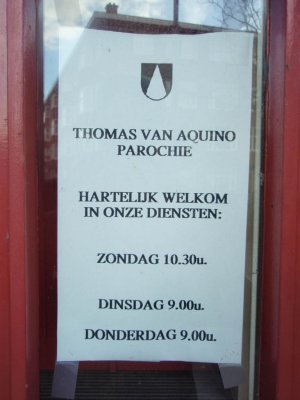 THOMAS VAN AQUINO
PAROCHIE
HARTELIJK WELKOM
IN ONZE DIENSTEN:
ZONDAG 10.30u.
DINSDAG 9.00u.
DONDERDAG 9.00u.